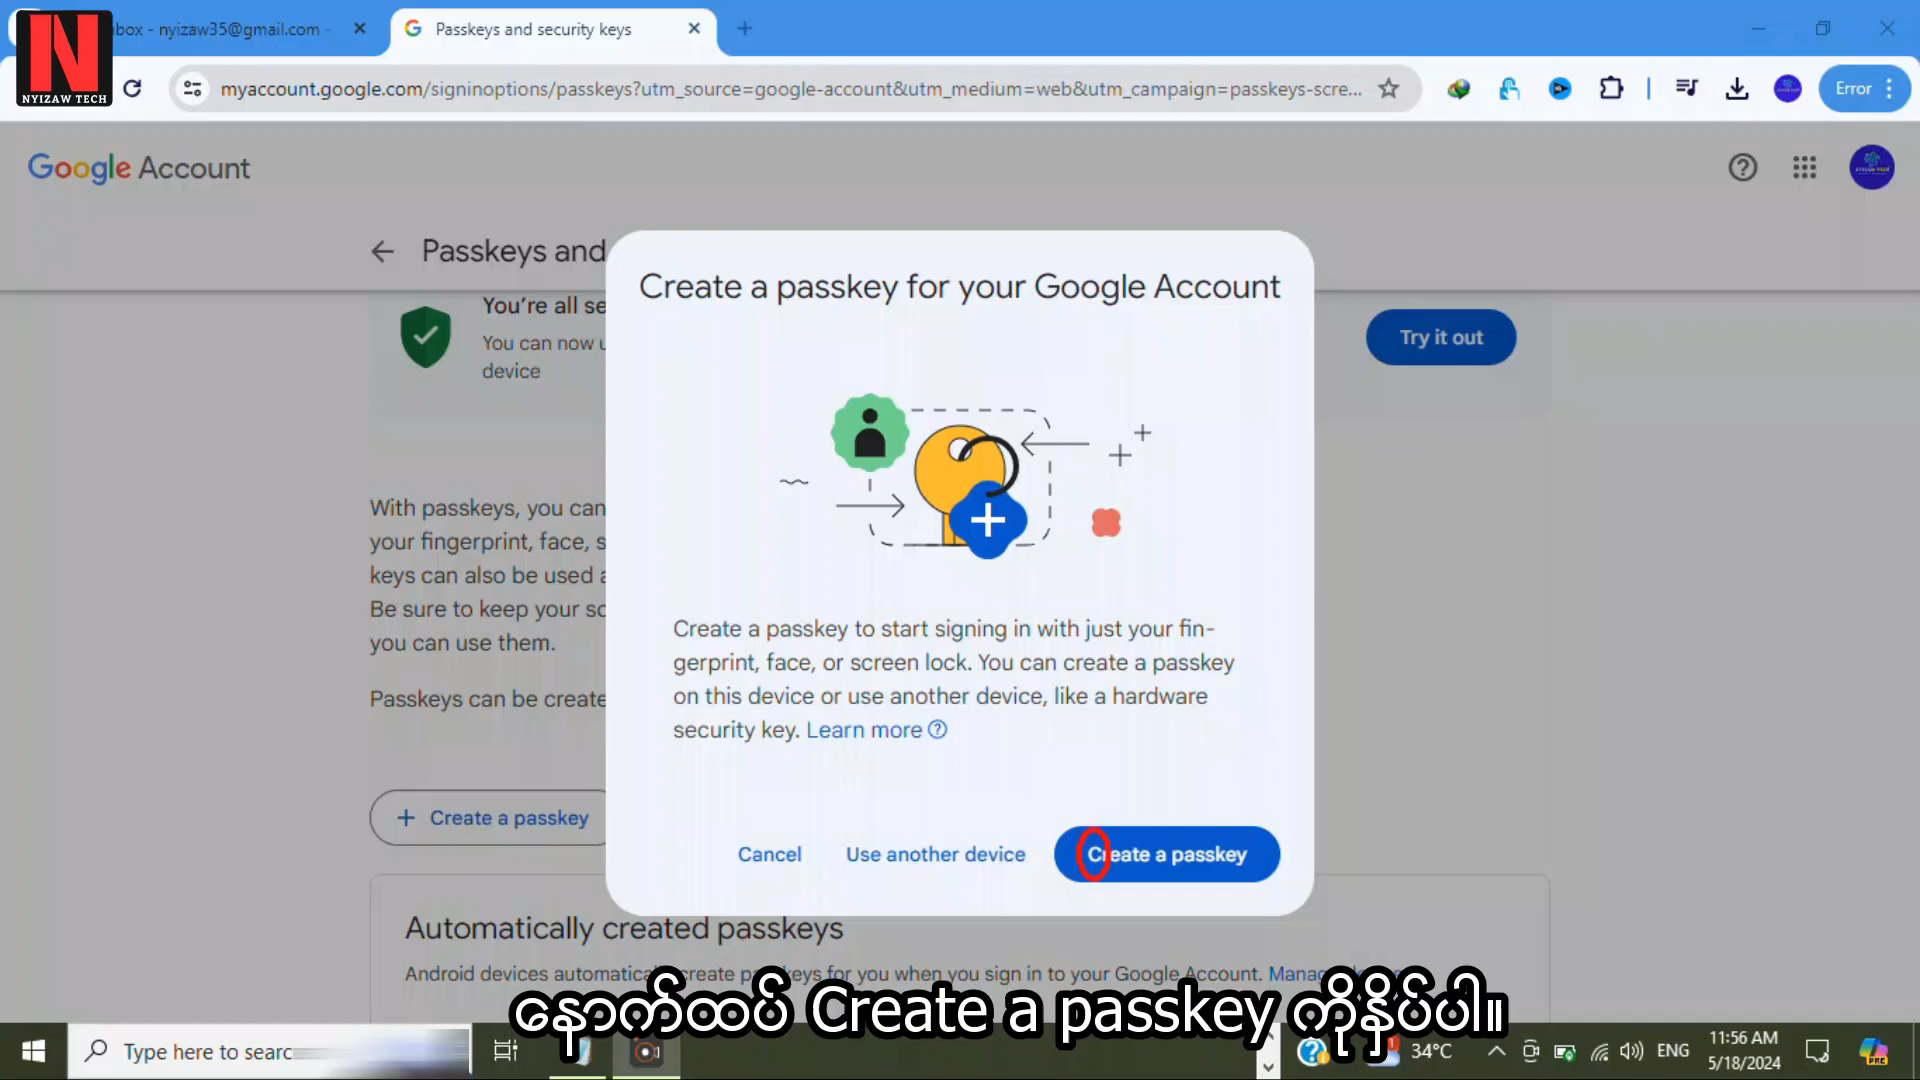 NYIZAW TECH
box - nyizaw35@gmail.com -
Passkeys and security keys
myaccount.google.com/signinoptions/passkeys?utm_source=google-account&utm_medium=web&utm_campaign=passkeys-scre...
Error
Google Account
Passkeys and
You're all se
You can now u
device
Try it out
Create a passkey for your Google Account
With passkeys, you can
your fingerprint, face, s
keys can also be used a
Be sure to keep your sc
you can use them.
Passkeys can be create
Create a passkey to start signing in with just your fin-
gerprint, face, or screen lock. You can create a passkey
on this device or use another device, like a hardware
security key. Learn more
+ Create a passkey
Cancel
Use another device
Create a passkey
Automatically created passkeys
Android devices automatically create passkeys for you when you sign in to your Google Account.
နောက်ထပ် Create a passkey ကိုနှိပ်ပါ။
Type here to searc
34°C
ENG
11:56 AM
5/18/2024
PRE